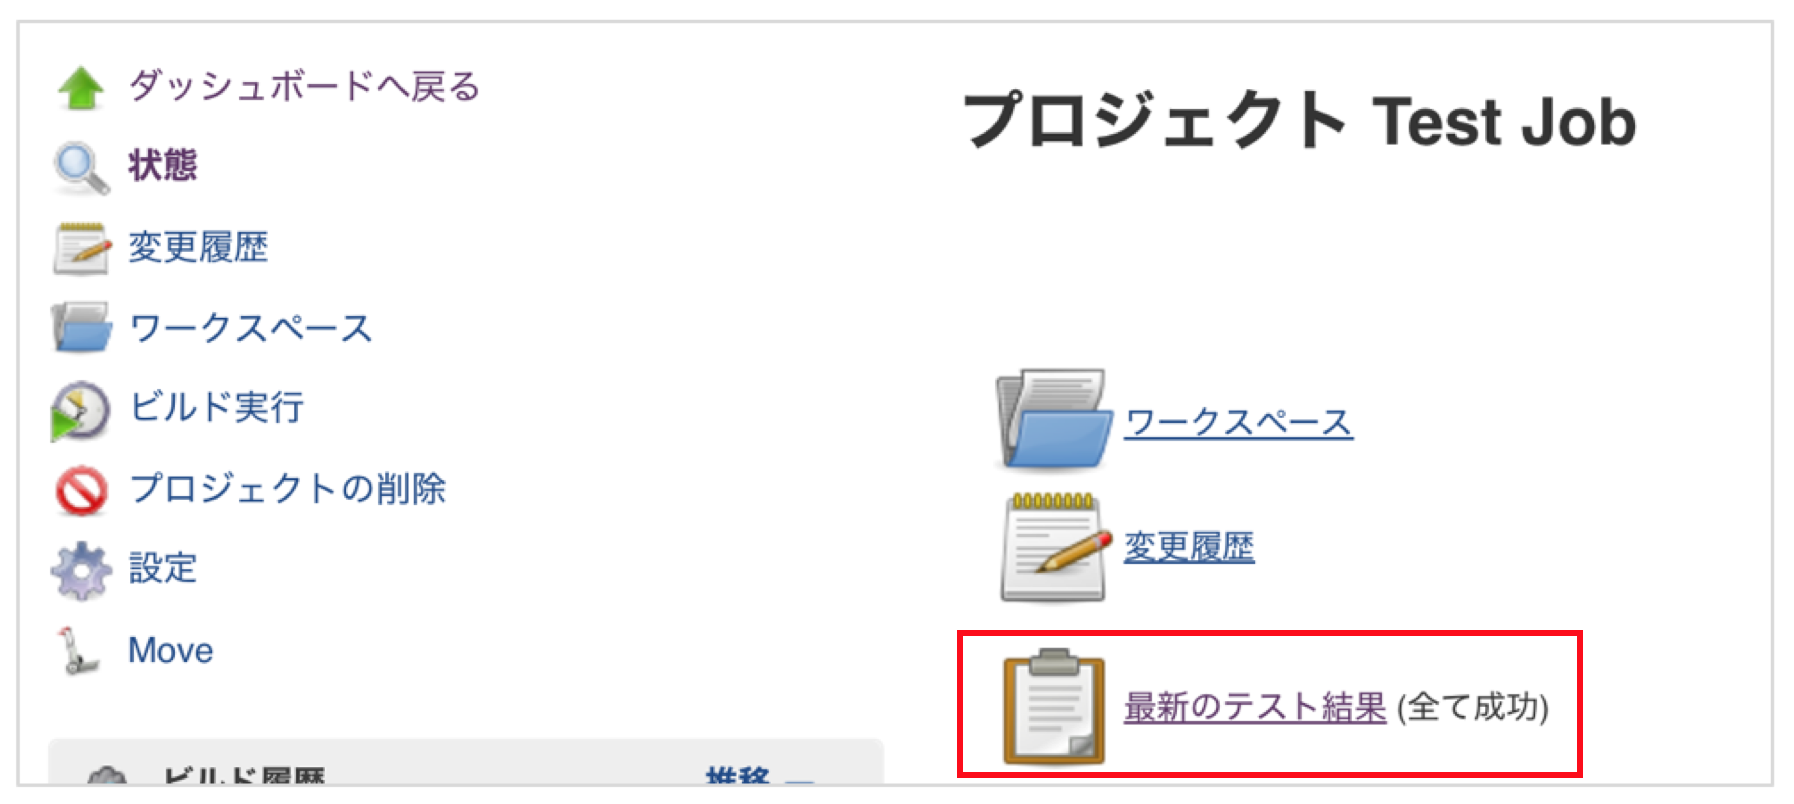 ダッシュボードへ戻る
状態
変更履歴
ワークスペース
ビルド実行
プロジェクトの削除
設定
Move
ビルド履歴
推移
プロジェクト Test Job
ワークスペース
変更履歴
最新のテスト結果 (全て成功)